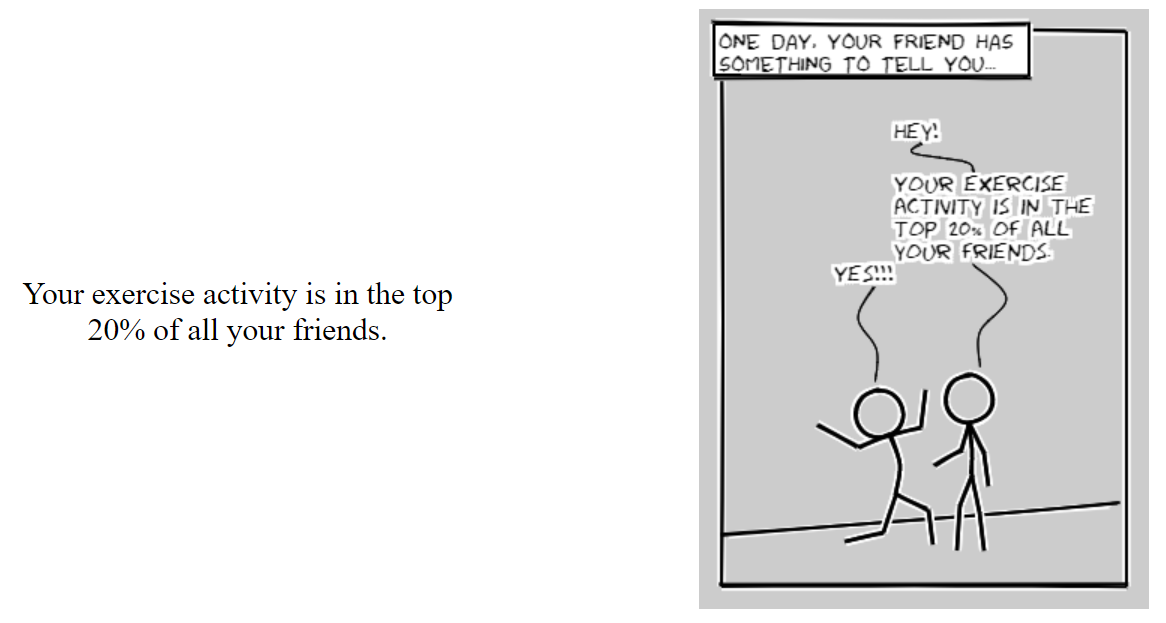 Your exercise activity is in the top
20% of all your friends.
ONE DAY, YOUR FRIEND HAS
SOMETHING TO TELL YOU...
HEY!
YOUR EXERCISE
ACTIVITY IS IN THE
TOP 20% OF ALL
YOUR FRIENDS.
YES!!!